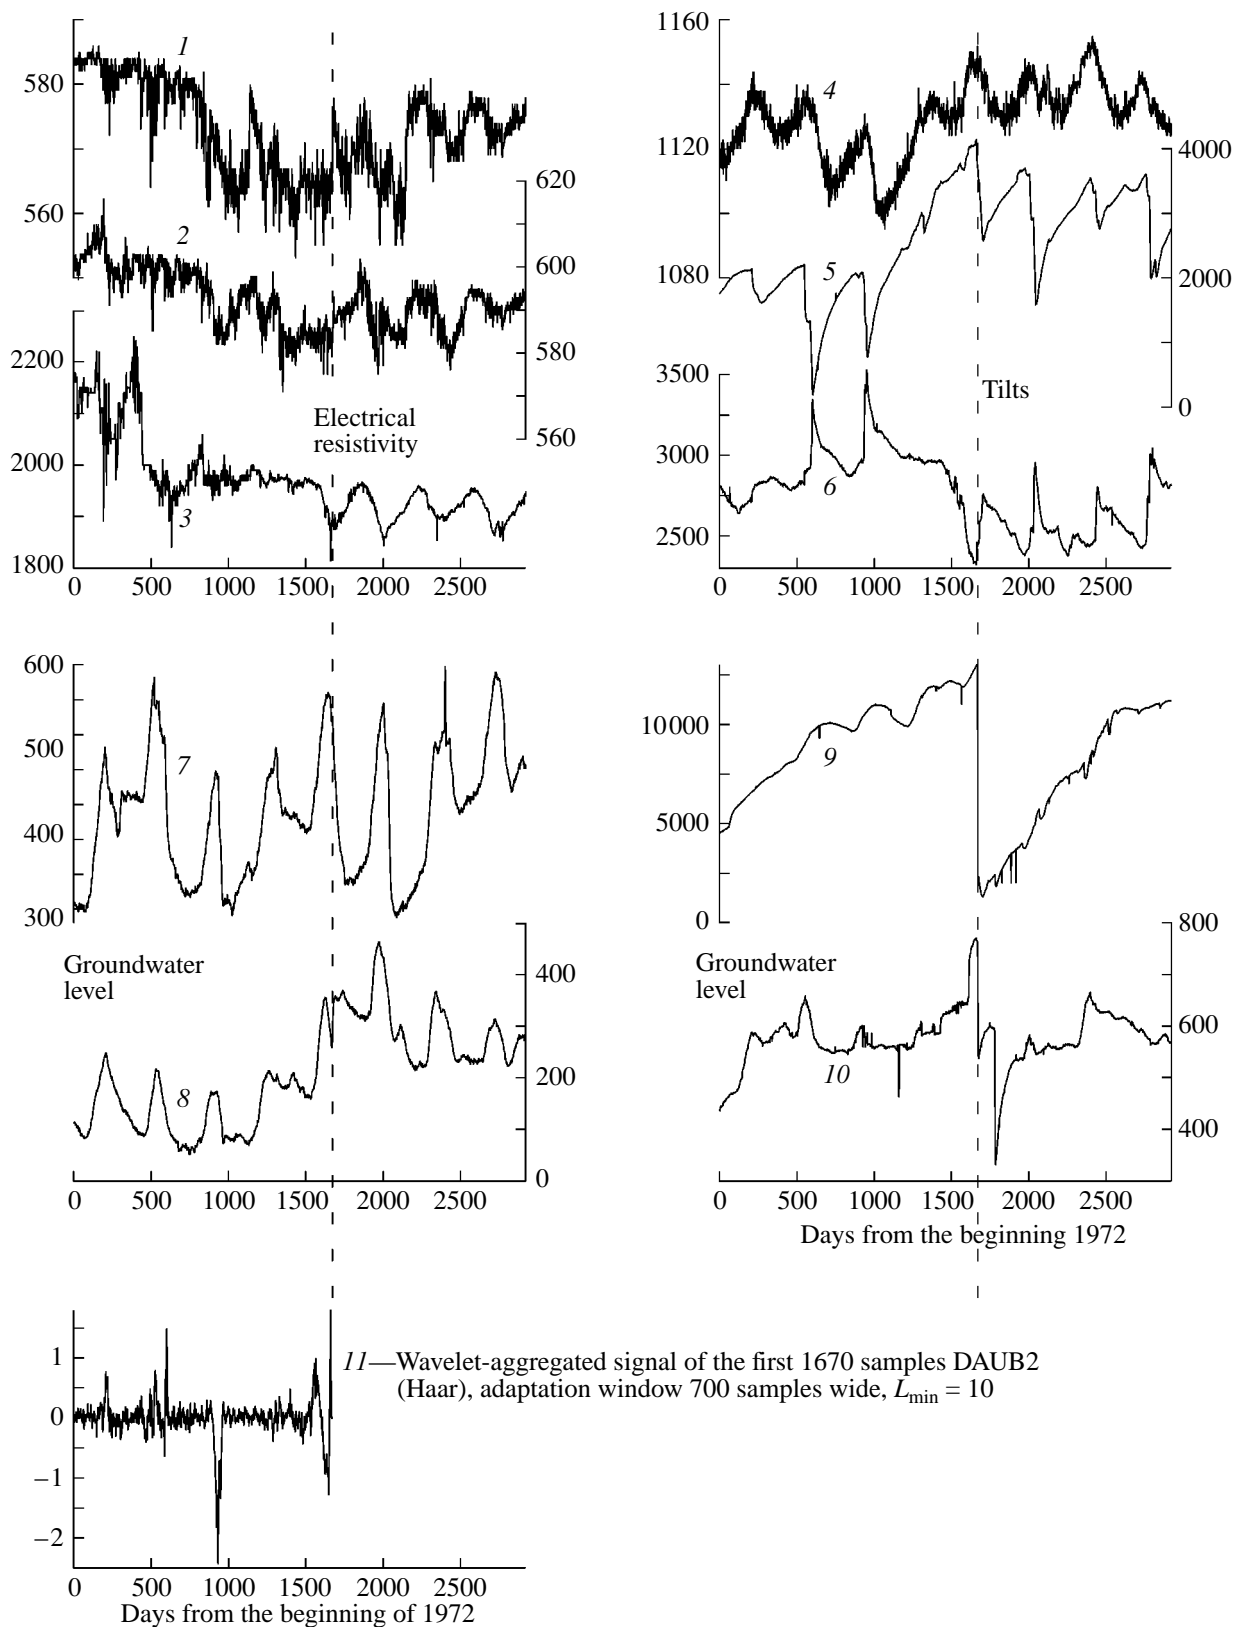 580
560
1
620
600
580
560
2
2200
2000
1800
3
Electrical
resistivity
0 500 1000 1500 2000 2500
1160
1140
1120
1080
4
4000
2000
0
5
3500
3000
2500
6
Tilts
0 500 1000 1500 2000 2500
600
500
400
300
7
Groundwater
level
400
200
0
8
0 500 1000 1500 2000 2500
10000
5000
0
9
Groundwater
level
800
600
400
10
0 500 1000 1500 2000 2500
Days from the beginning 1972
1
0
−1
−2
11—Wavelet-aggregated signal of the first 1670 samples DAUB2
(Haar), adaptation window 700 samples wide, Lmin = 10
0 500 1000 1500 2000 2500
Days from the beginning of 1972